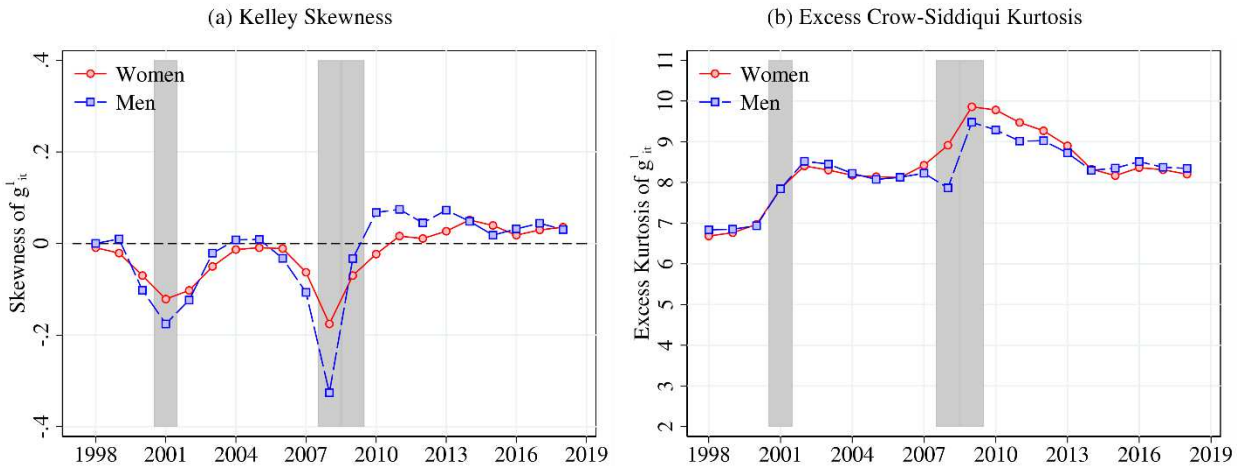 (a) Kelley Skewness
Skewness of g¹ᵢₜ
.4
.2
0
-.2
-.4
Women
Men
1998 2001 2004 2007 2010 2013 2016 2019
(b) Excess Crow-Siddiqui Kurtosis
Excess Kurtosis of g¹ᵢₜ
11
10
9
8
7
6
5
4
3
2
Women
Men
1998 2001 2004 2007 2010 2013 2016 2019